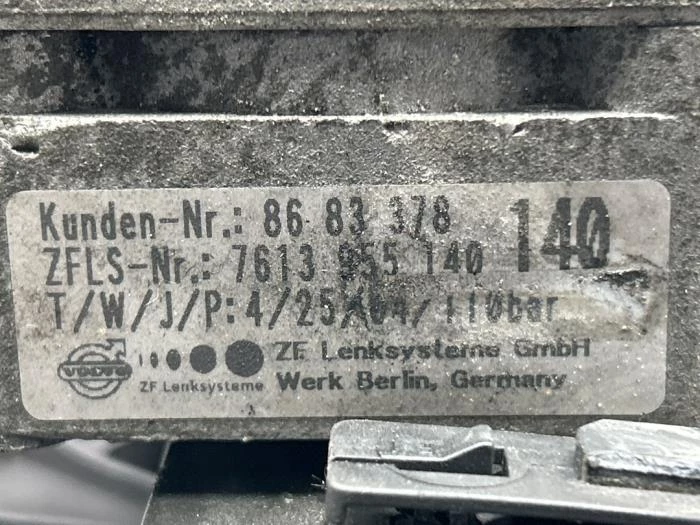 Kunden-Nr.: 86 83 378 140
ZFLS-Nr.: 7613 955 140
T/W/J/P: 4/25/04/110bar
VOLVO ZF Lenksysteme ZF Lenksysteme GmbH
Werk Berlin, Germany